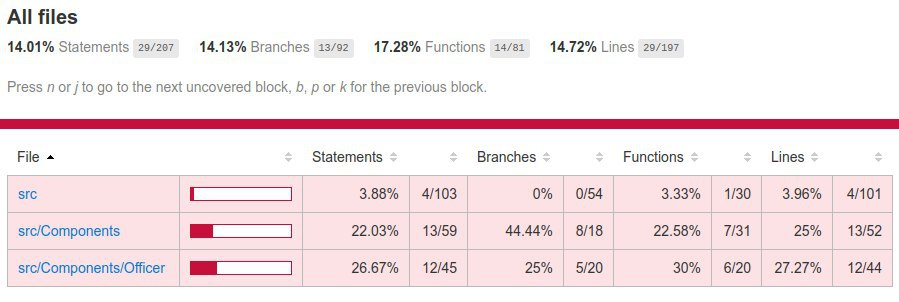 All files
14.01% Statements 29/207 14.13% Branches 13/92 17.28% Functions 14/81 14.72% Lines 29/197
Press n or j to go to the next uncovered block, b, p or k for the previous block.
File Statements Branches Functions Lines
src 3.88% 4/103 0% 0/54 3.33% 1/30 3.96% 4/101
src/Components 22.03% 13/59 44.44% 8/18 22.58% 7/31 25% 13/52
src/Components/Officer 26.67% 12/45 25% 5/20 30% 6/20 27.27% 12/44